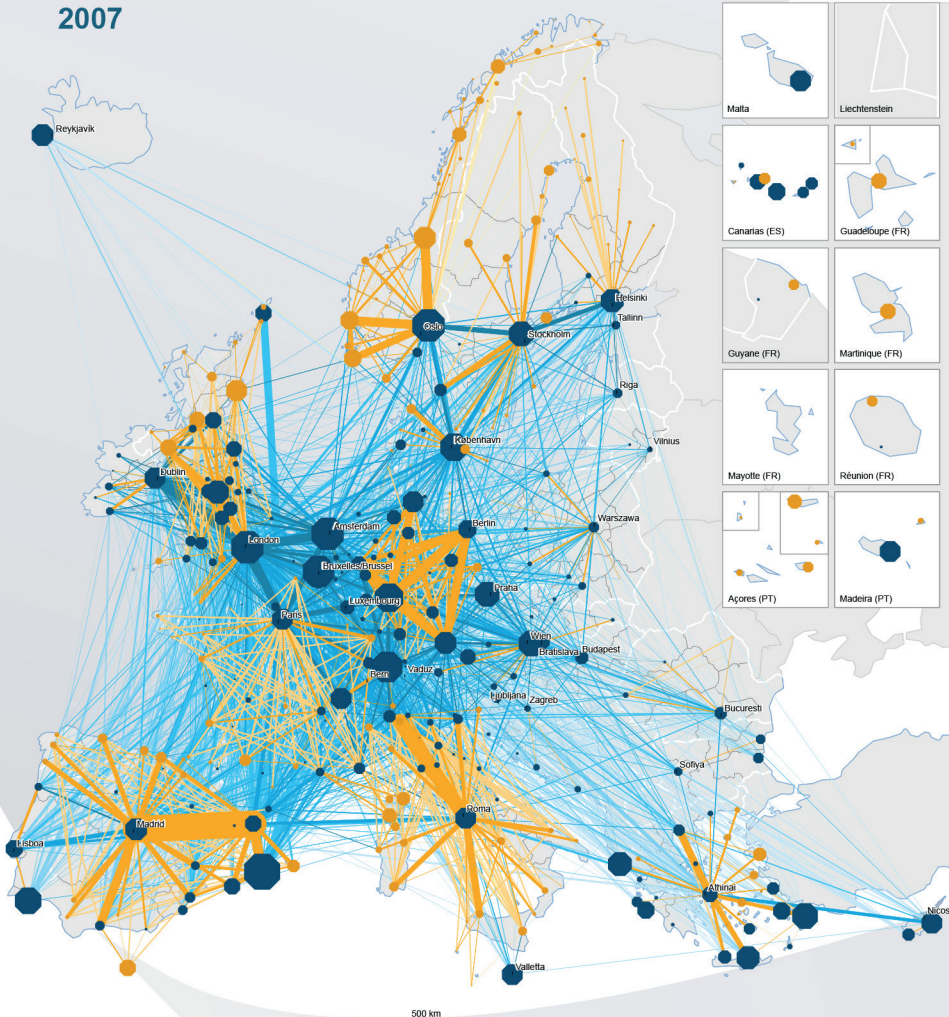 2007
Malta
Liechtenstein
Reykjavík
Canarias (ES)
Guadeloupe (FR)
Helsinki
Tallinn
Oslo
Stockholm
Guyane (FR)
Martinique (FR)
Riga
København
Vilnius
Dublin
Mayotte (FR)
Réunion (FR)
Warszawa
Berlin
Amsterdam
London
Bruxelles/Brussel
Praha
Luxembourg
Açores (PT)
Madeira (PT)
Paris
Wien
Bratislava
Budapest
Vaduz
Bern
Ljubljana
Zagreb
Bucuresti
Sofiya
Roma
Madrid
Lisboa
Athinai
Nicos
Valletta
500 km